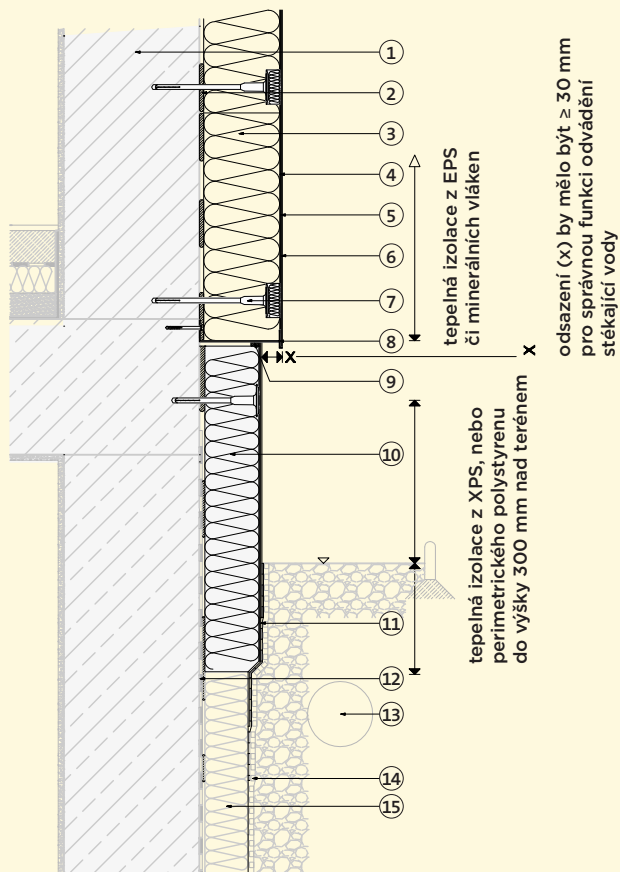 1
2
3
4
5
6
7
8
9
10
11
12
13
14
15
tepelná izolace z EPS
či minerálních vláken
X
X
odsazení (x) by mělo být ≥ 30 mm
pro správnou funkci odvádění
stékající vody
tepelná izolace z XPS, nebo
perimetrického polystyrenu
do výšky 300 mm nad terénem